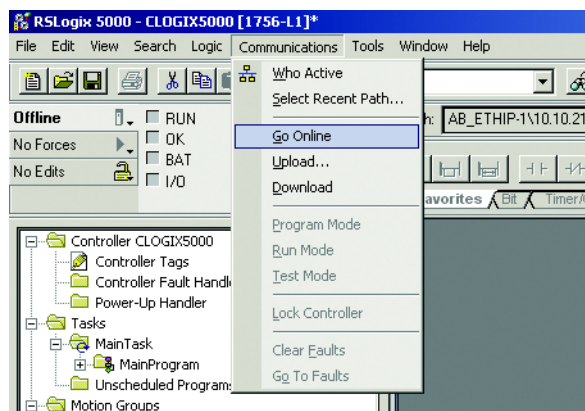 RSLogix 5000 - CLOGIX5000 [1756-L1]*
File Edit View Search Logic Communications Tools Window Help
Who Active
Select Recent Path...
Offline RUN
No Forces OK
No Edits BAT
I/O
AB_ETHIP-1\10.10.21
Go Online
Upload...
Download
Program Mode
Run Mode
Test Mode
Lock Controller
Clear Faults
Go To Faults
avorites Bit Timer/
Controller CLOGIX5000
Controller Tags
Controller Fault Handl
Power-Up Handler
Tasks
MainTask
MainProgram
Unscheduled Programs
Motion Groups